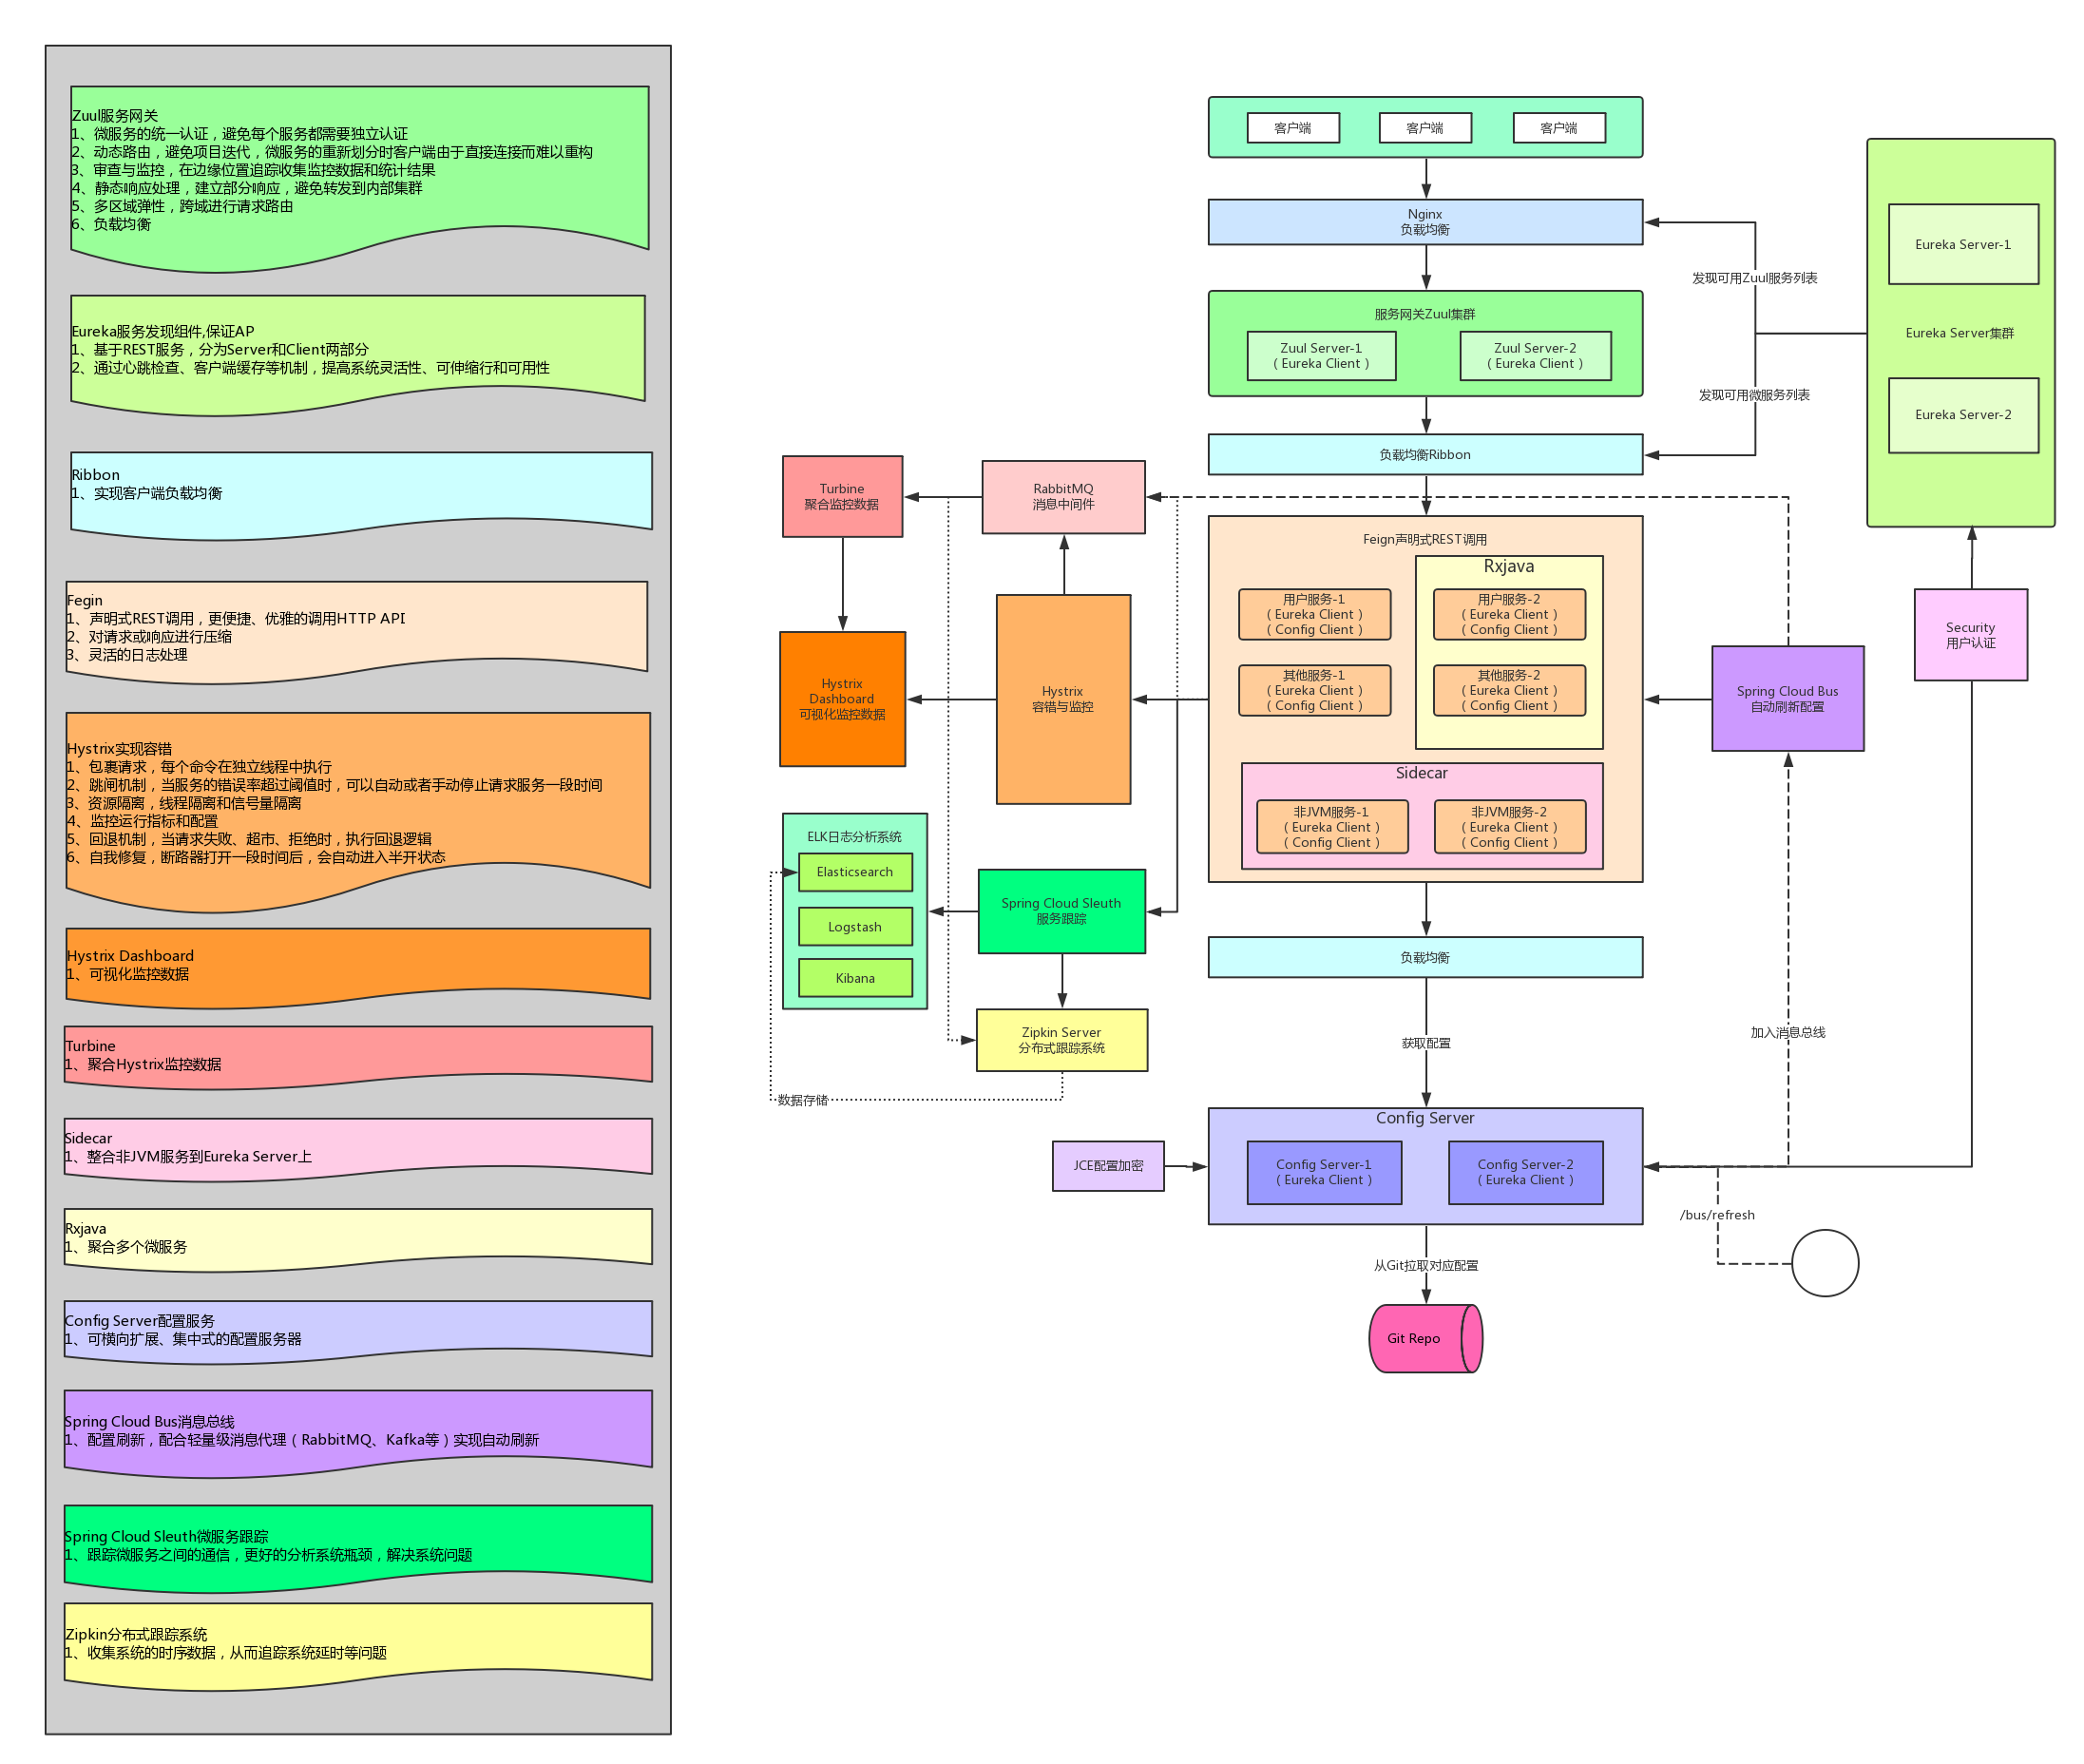 Zuul服务网关
1、微服务的统一认证，避免每个服务都需要独立认证
2、动态路由，避免项目迭代，微服务的重新划分时客户端由于直接连接而难以重构
3、审查与监控，在边缘位置追踪收集监控数据和统计结果
4、静态响应处理，建立部分响应，避免转发到内部集群
5、多区域弹性，跨域进行请求路由
6、负载均衡
Eureka服务发现组件,保证AP
1、基于REST服务，分为Server和Client两部分
2、通过心跳检查、客户端缓存等机制，提高系统灵活性、可伸缩行和可用性
Ribbon
1、实现客户端负载均衡
Fegin
1、声明式REST调用，更便捷、优雅的调用HTTP API
2、对请求或响应进行压缩
3、灵活的日志处理
Hystrix实现容错
1、包裹请求，每个命令在独立线程中执行
2、跳闸机制，当服务的错误率超过阈值时，可以自动或者手动停止请求服务一段时间
3、资源隔离，线程隔离和信号量隔离
4、监控运行指标和配置
5、回退机制，当请求失败、超市、拒绝时，执行回退逻辑
6、自我修复，断路器打开一段时间后，会自动进入半开状态
Hystrix Dashboard
1、可视化监控数据
Turbine
1、聚合Hystrix监控数据
Sidecar
1、整合非JVM服务到Eureka Server上
Rxjava
1、聚合多个微服务
Config Server配置服务
1、可横向扩展、集中式的配置服务器
Spring Cloud Bus消息总线
1、配置刷新，配合轻量级消息代理（RabbitMQ、Kafka等）实现自动刷新
Spring Cloud Sleuth微服务跟踪
1、跟踪微服务之间的通信，更好的分析系统瓶颈，解决系统问题
Zipkin分布式跟踪系统
1、收集系统的时序数据，从而追踪系统延时等问题
客户端
客户端
客户端
Nginx
负载均衡
服务网关Zuul集群
Zuul Server-1
（Eureka Client）
Zuul Server-2
（Eureka Client）
负载均衡Ribbon
发现可用Zuul服务列表
发现可用微服务列表
Eureka Server-1
Eureka Server集群
Eureka Server-2
Turbine
聚合监控数据
RabbitMQ
消息中间件
Feign声明式REST调用
Rxjava
用户服务-1
（Eureka Client）
（Config Client）
用户服务-2
（Eureka Client）
（Config Client）
其他服务-1
（Eureka Client）
（Config Client）
其他服务-2
（Eureka Client）
（Config Client）
Sidecar
非JVM服务-1
（Eureka Client）
（Config Client）
非JVM服务-2
（Eureka Client）
（Config Client）
Security
用户认证
Spring Cloud Bus
自动刷新配置
Hystrix
Dashboard
可视化监控数据
Hystrix
容错与监控
ELK日志分析系统
Elasticsearch
Logstash
Kibana
Spring Cloud Sleuth
服务跟踪
Zipkin Server
分布式跟踪系统
数据存储
负载均衡
获取配置
加入消息总线
Config Server
Config Server-1
（Eureka Client）
Config Server-2
（Eureka Client）
JCE配置加密
/bus/refresh
从Git拉取对应配置
Git Repo